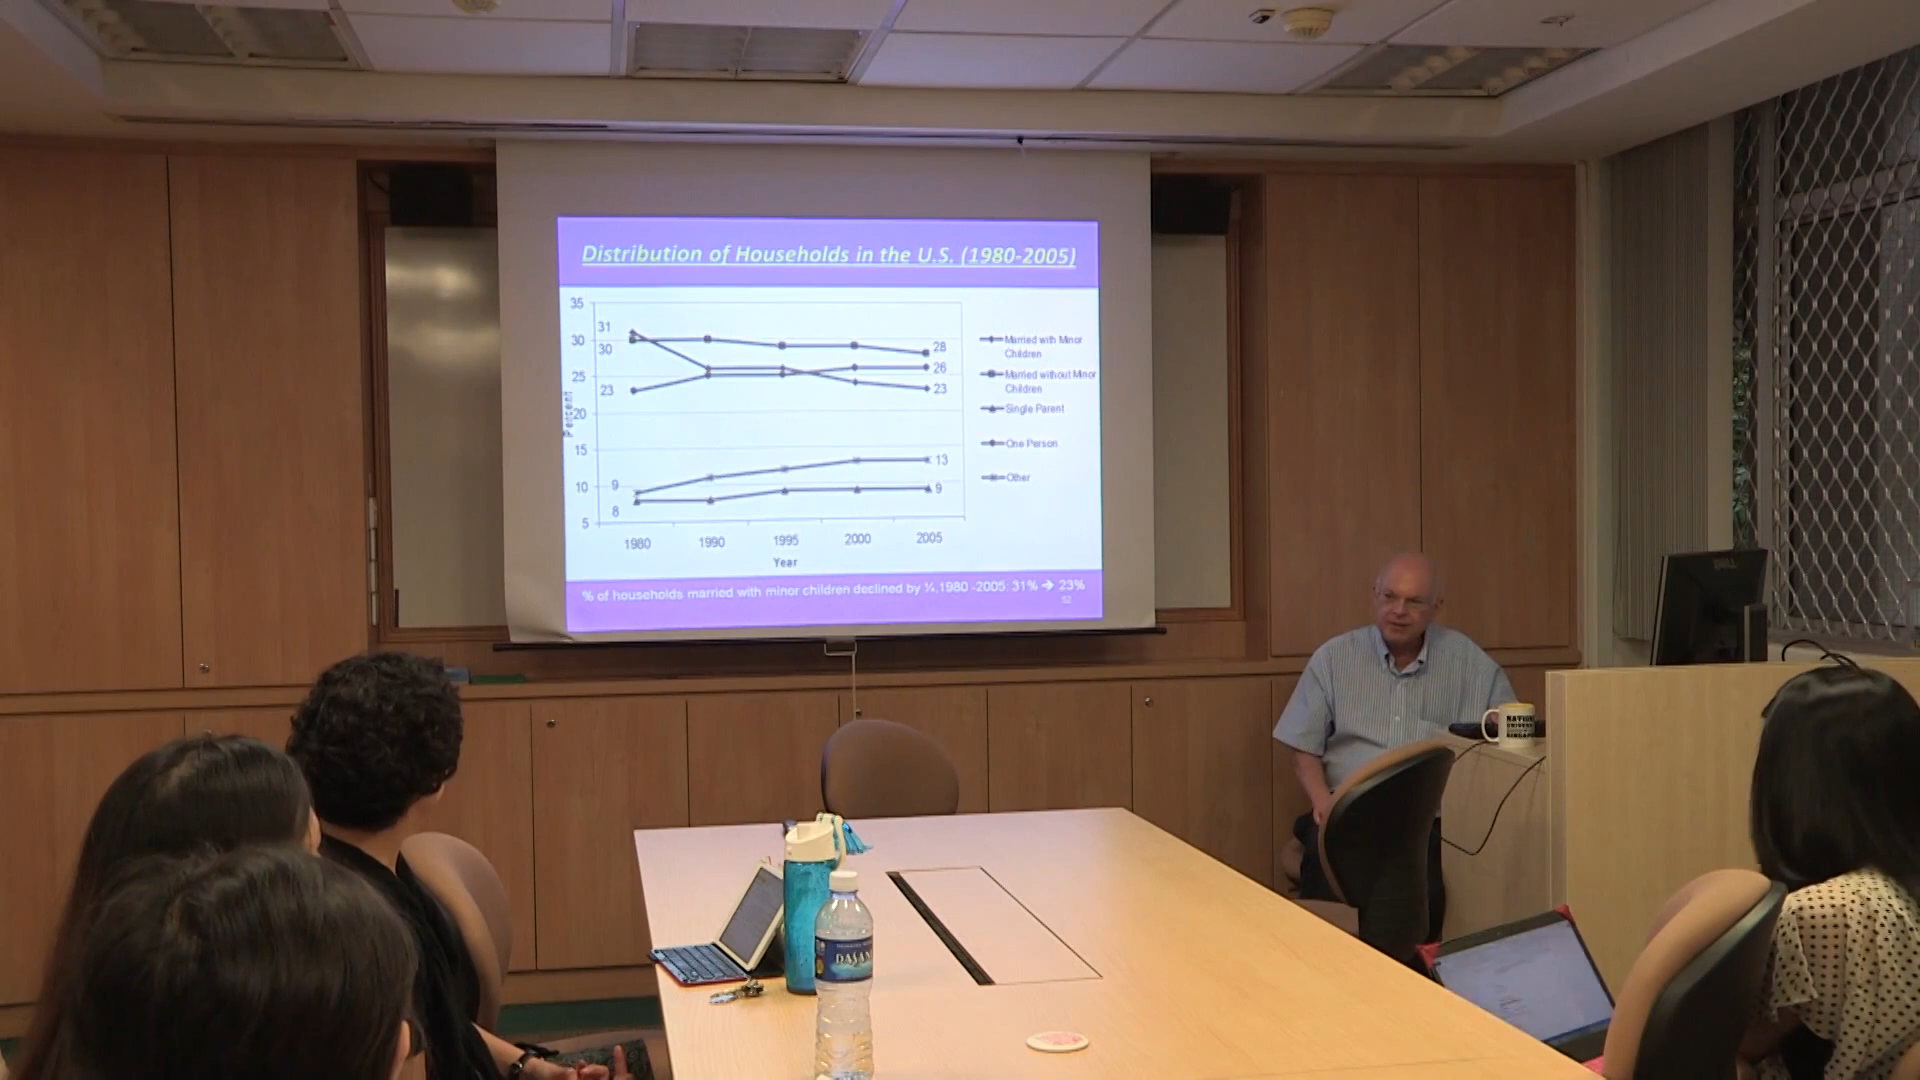 Distribution of Households in the U.S. (1980-2005)
35
30
25
20
15
10
5
Percent
31
30
23
9
8
28
26
23
13
9
1980 1990 1995 2000 2005
Year
Married with Minor
Children
Married without Minor
Children
Single Parent
One Person
Other
% of households married with minor children declined by ¼, 1980 -2005: 31% → 23%
52
DELL
DASAN